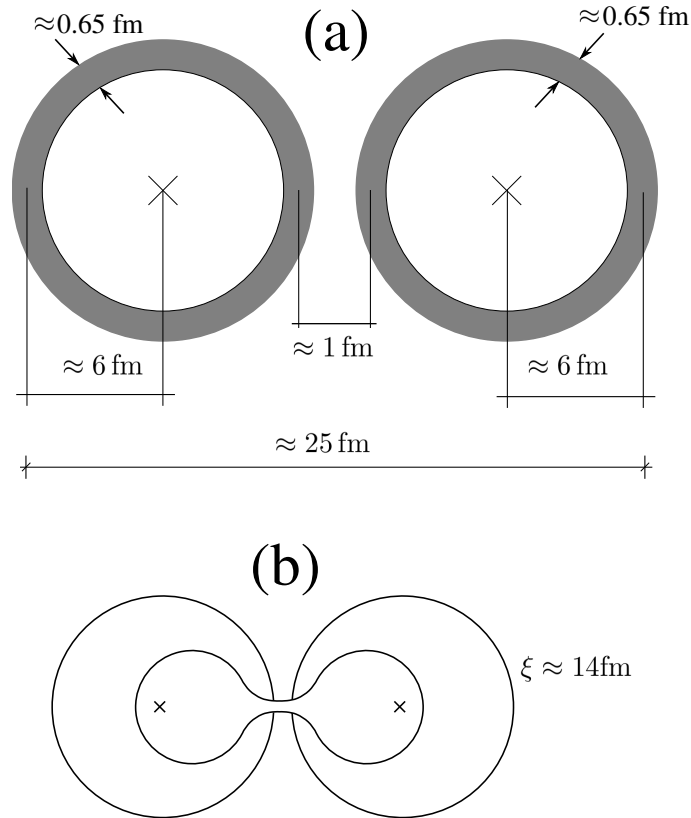 ≈0.65 fm
(a)
≈0.65 fm
≈ 1 fm
≈ 6 fm
≈ 6 fm
≈ 25 fm
(b)
ξ ≈ 14fm